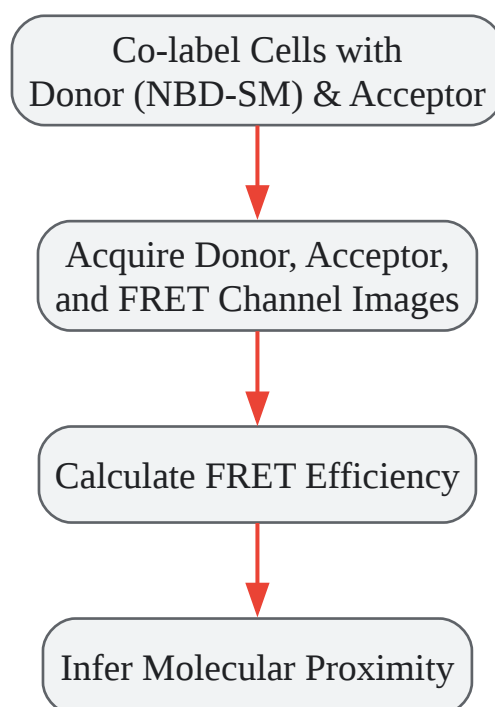 Co-label Cells with
Donor (NBD-SM) & Acceptor
Acquire Donor, Acceptor,
and FRET Channel Images
Calculate FRET Efficiency
Infer Molecular Proximity